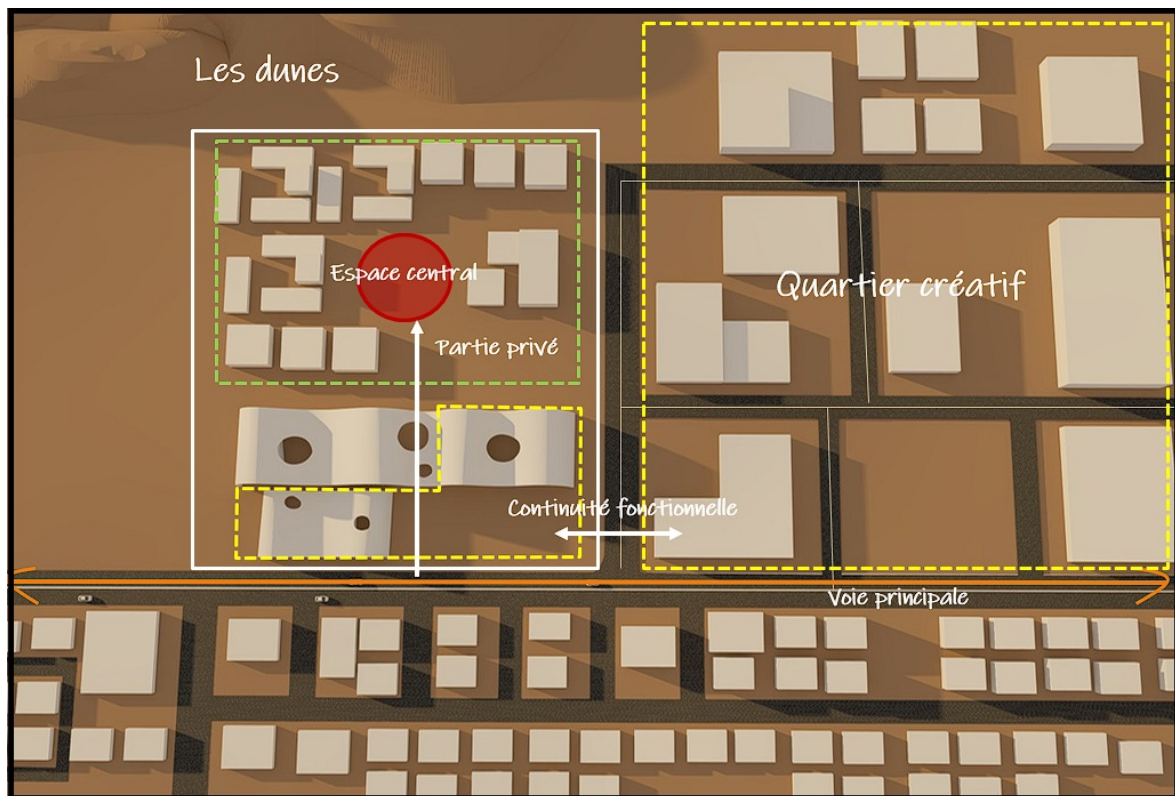 Les dunes
Espace central
Quartier créatif
Partie privé
Continuité fonctionnelle
Voie principale